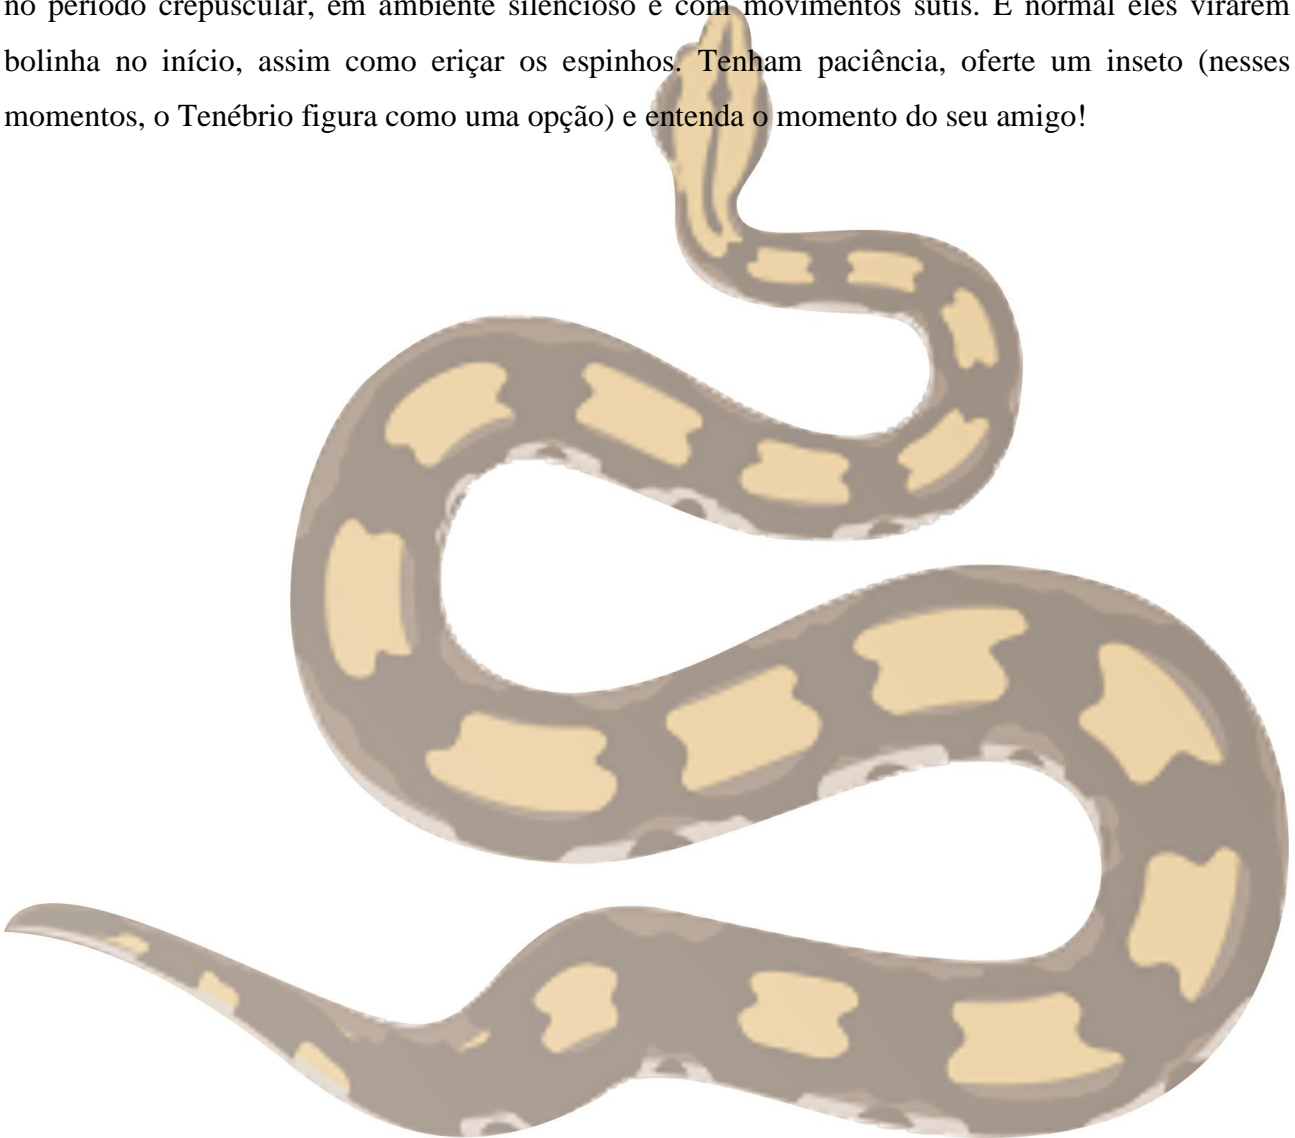 no período crepuscular, em ambiente silencioso e com movimentos sutis. É normal eles virarem
bolinha no início, assim como eriçar os espinhos. Tenham paciência, oferte um inseto (nesses
momentos, o Tenébrio figura como uma opção) e entenda o momento do seu amigo!